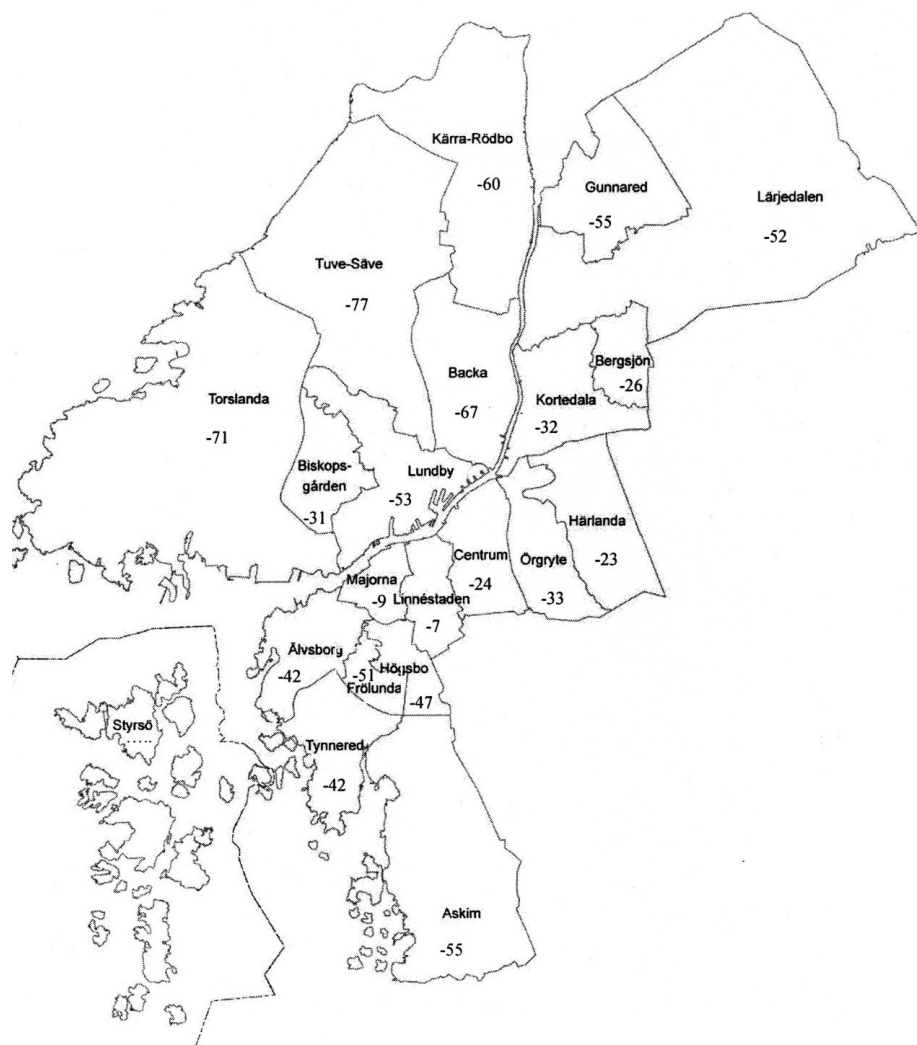 Kärra-Rödbo
-60
Gunnared
-55
Lärjedalen
-52
Tuve-Säve
-77
Backa
-67
Bergsjön
-26
Kortedala
-32
Torslanda
-71
Biskops-
gården
-31
Lundby
-53
Härlanda
-23
Centrum
-24
Örgryte
-33
Majorna
-9
Linnéstaden
-7
Älvsborg
-42
-51
Frölunda
Högsbo
-47
Styrsö
.....
Tynnered
-42
Askim
-55